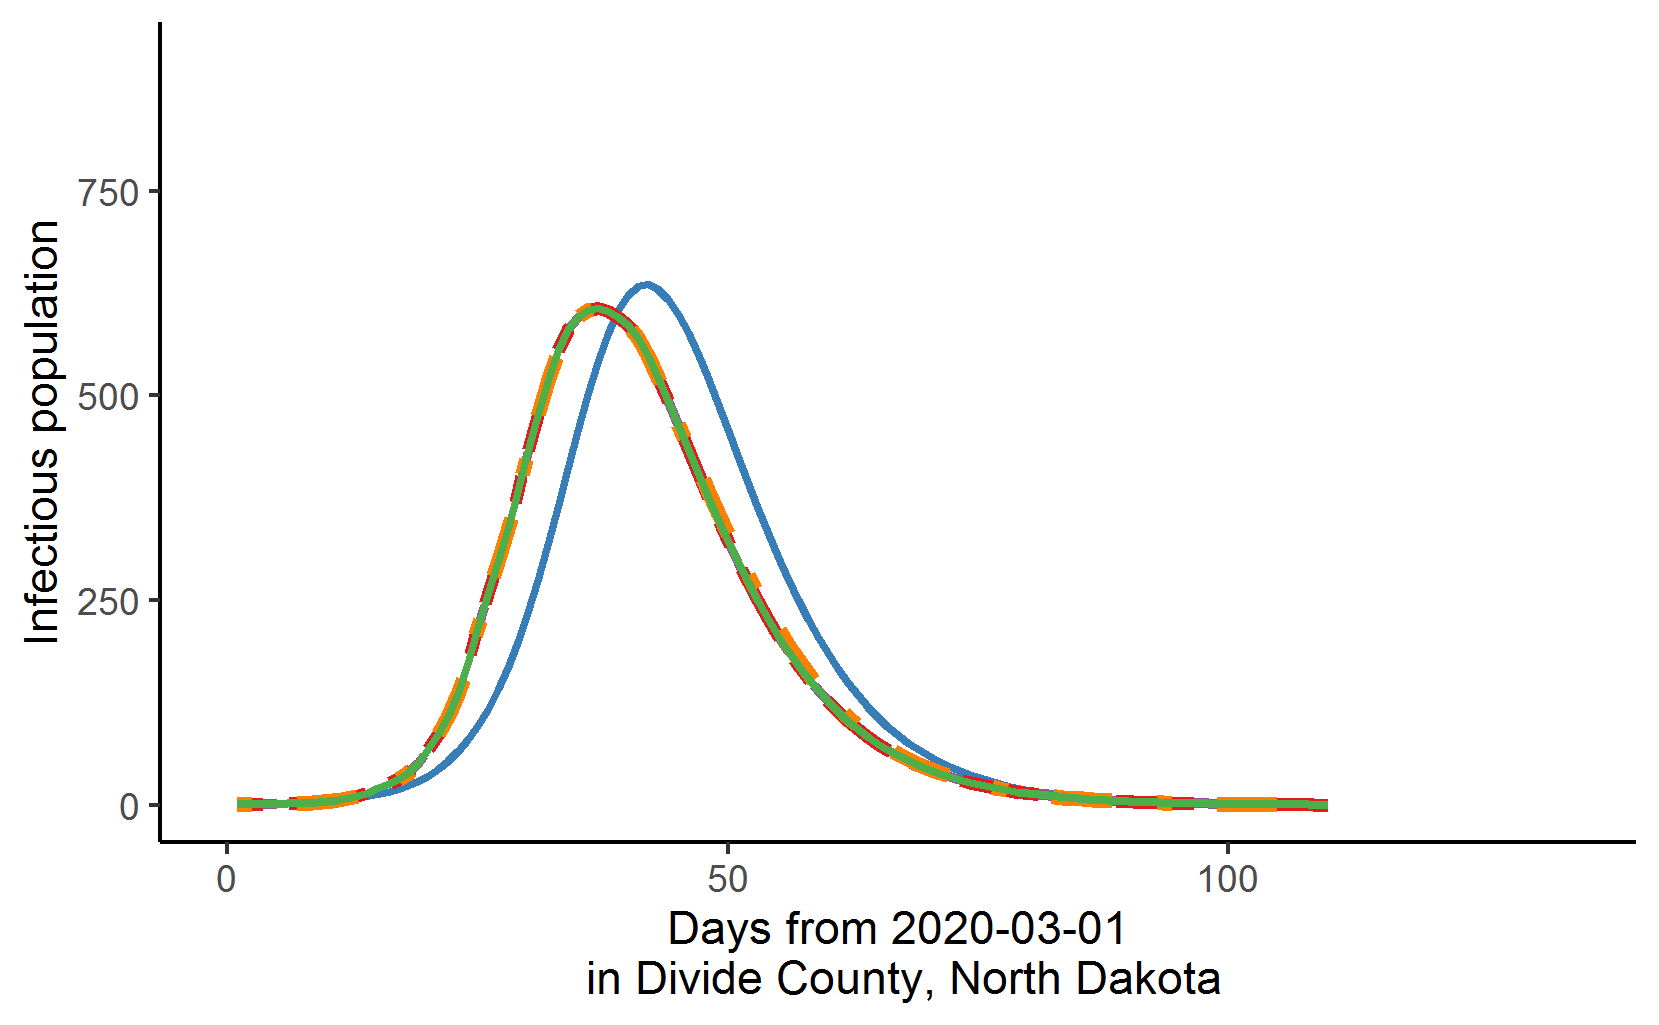 Infectious population
750
500
250
0
0 50 100
Days from 2020-03-01
in Divide County, North Dakota